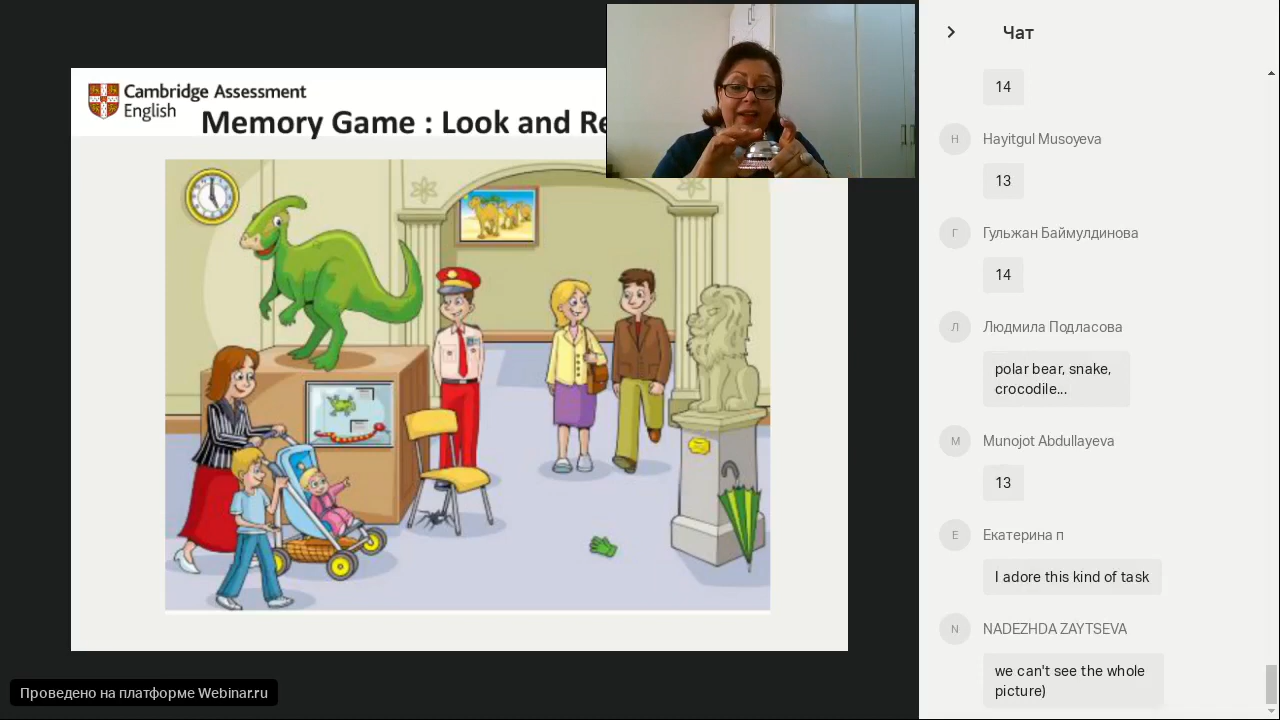 Cambridge Assessment
English
Memory Game : Look and Re
Чат
14
Н
Hayitgul Musoyeva
13
Г
Гульжан Баймулдинова
14
Л
Людмила Подласова
polar bear, snake,
crocodile...
М
Munojot Abdullayeva
13
Е
Екатерина п
I adore this kind of task
N
NADEZHDA ZAYTSEVA
we can't see the whole
picture)
Проведено на платформе Webinar.ru